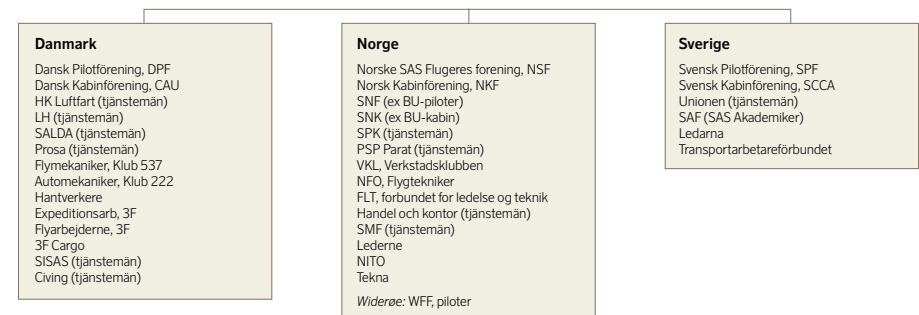 Danmark
Dansk Pilotförening, DPF
Dansk Kabinförening, CAU
HK Luftfart (tjänstemän)
LH (tjänstemän)
SALDA (tjänstemän)
Prosa (tjänstemän)
Flymekaniker, Klub 537
Automekaniker, Klub 222
Hantverkere
Expeditionsarb, 3F
Flyarbejderne, 3F
3F Cargo
SISAS (tjänstemän)
Civing (tjänstemän)
Norge
Norske SAS Flugeres forening, NSF
Norsk Kabinförening, NKF
SNF (ex BU-piloter)
SNK (ex BU-kabin)
SPK (tjänstemän)
PSP Parat (tjänstemän)
VKL, Verkstadsklubben
NFO, Flygtekniker
FLT, forbundet for ledelse og teknik
Handel och kontor (tjänstemän)
SMF (tjänstemän)
Lederne
NITO
Tekna
Widerøe: WFF, piloter
Sverige
Svensk Pilotförening, SPF
Svensk Kabinförening, SCCA
Unionen (tjänstemän)
SAF (SAS Akademiker)
Ledarna
Transportarbetareförbundet